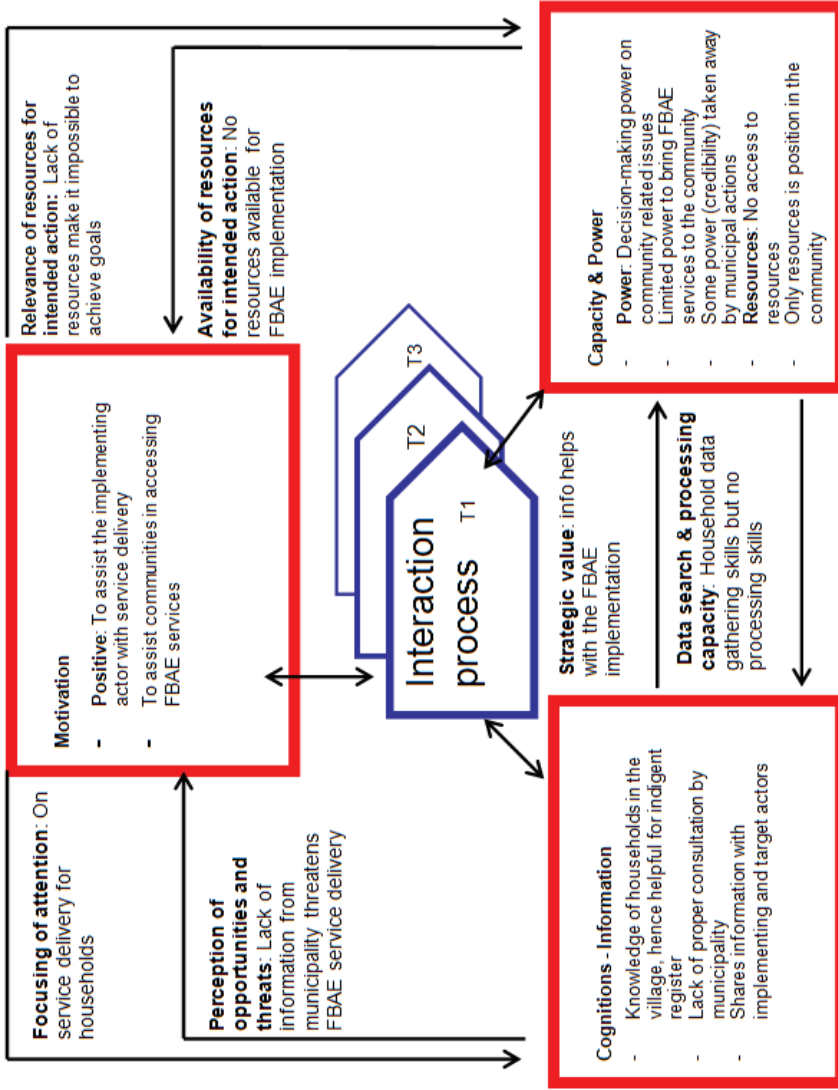 Focusing of attention: On
service delivery for
households
Perception of
opportunities and
threats: Lack of
information from
municipality threatens
FBAE service delivery
Motivation
- Positive: To assist the implementing
actor with service delivery
- To assist communities in accessing
FBAE services
Relevance of resources for
intended action: Lack of
resources make it impossible to
achieve goals
Availability of resources
for intended action: No
resources available for
FBAE implementation
Interaction
process T1
T2
T3
Cognitions - Information
- Knowledge of households in the
village, hence helpful for indigent
register
- Lack of proper consultation by
municipality
- Shares information with
implementing and target actors
Strategic value: info helps
with the FBAE
implementation
Data search & processing
capacity: Household data
gathering skills but no
processing skills
Capacity & Power
- Power: Decision-making power on
community related issues
- Limited power to bring FBAE
services to the community
- Some power (credibility) taken away
by municipal actions
- Resources: No access to
resources
- Only resources is position in the
community